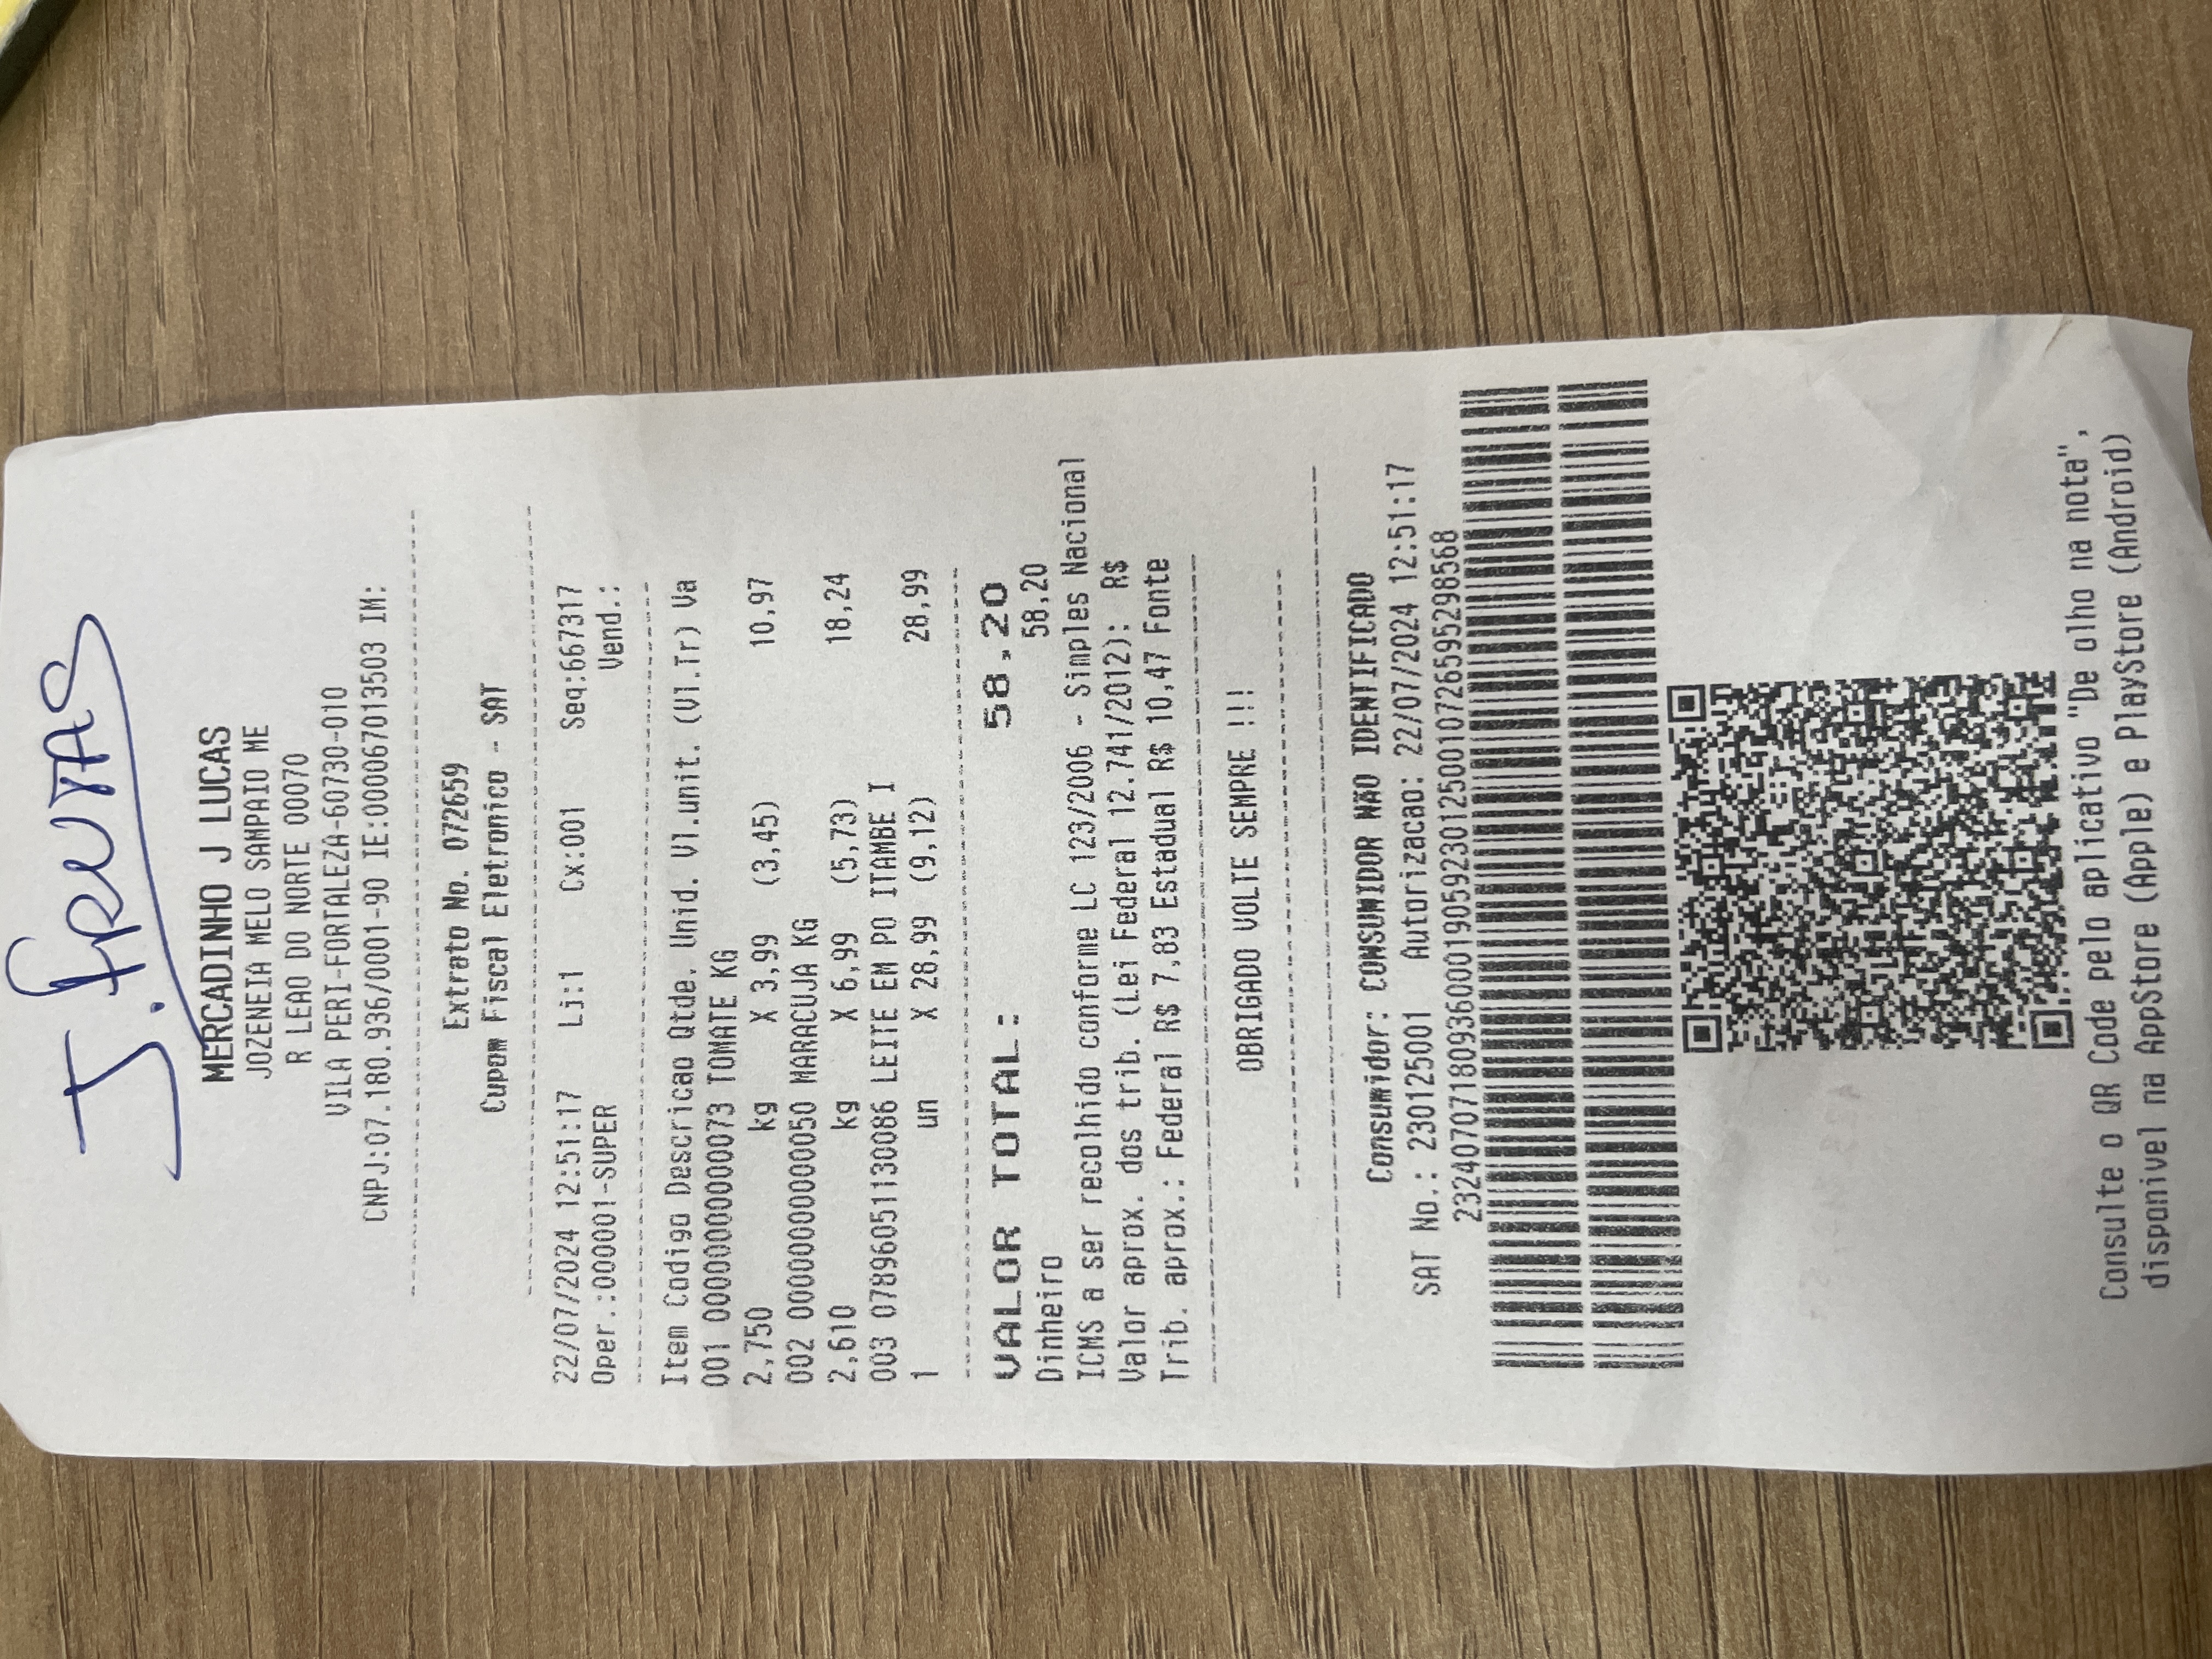 J. FREITAS
MERCADINHO J LUCAS
JOZENEIA MELO SAMPAIO ME
R LEAO DO NORTE 00070
VILA PERI-FORTALEZA-60730-010
CNPJ:07.180.936/0001-90 IE:0000670135​03 IM:
Extrato No. 072659
Cupom Fiscal Eletronico - SAT
22/07/2024 12:51:17 Lj:1 Cx:001 Seq:667317
Oper.:000001-SUPER Vend.:
Item Codigo Descricao Qtde. Unid. Vl.unit. (Vl.Tr) Va
001 0000000000073 TOMATE KG
2,750 kg X 3,99 (3,45) 10,97
002 0000000000050 MARACUJA KG
2,610 kg X 6,99 (5,73) 18,24
003 0789605113​0086 LEITE EM PO ITAMBE I
1 un X 28,99 (9,12) 28,99
VALOR TOTAL: 58,20
Dinheiro 58,20
ICMS a ser recolhido conforme LC 123/2006 - Simples Nacional
Valor aprox. dos trib. (Lei Federal 12.741/2012): R$
Trib. aprox.: Federal R$ 7,83 Estadual R$ 10,47 Fonte
OBRIGADO VOLTE SEMPRE !!!
Consumidor: CONSUMIDOR NAO IDENTIFICADO
SAT No.: 230125001 Autorizacao: 22/07/2024 12:51:17
23240707180936000190592301250010726595298568
Consulte o QR Code pelo aplicativo "De olho na nota",
disponivel na AppStore (Apple) e PlayStore (Android)